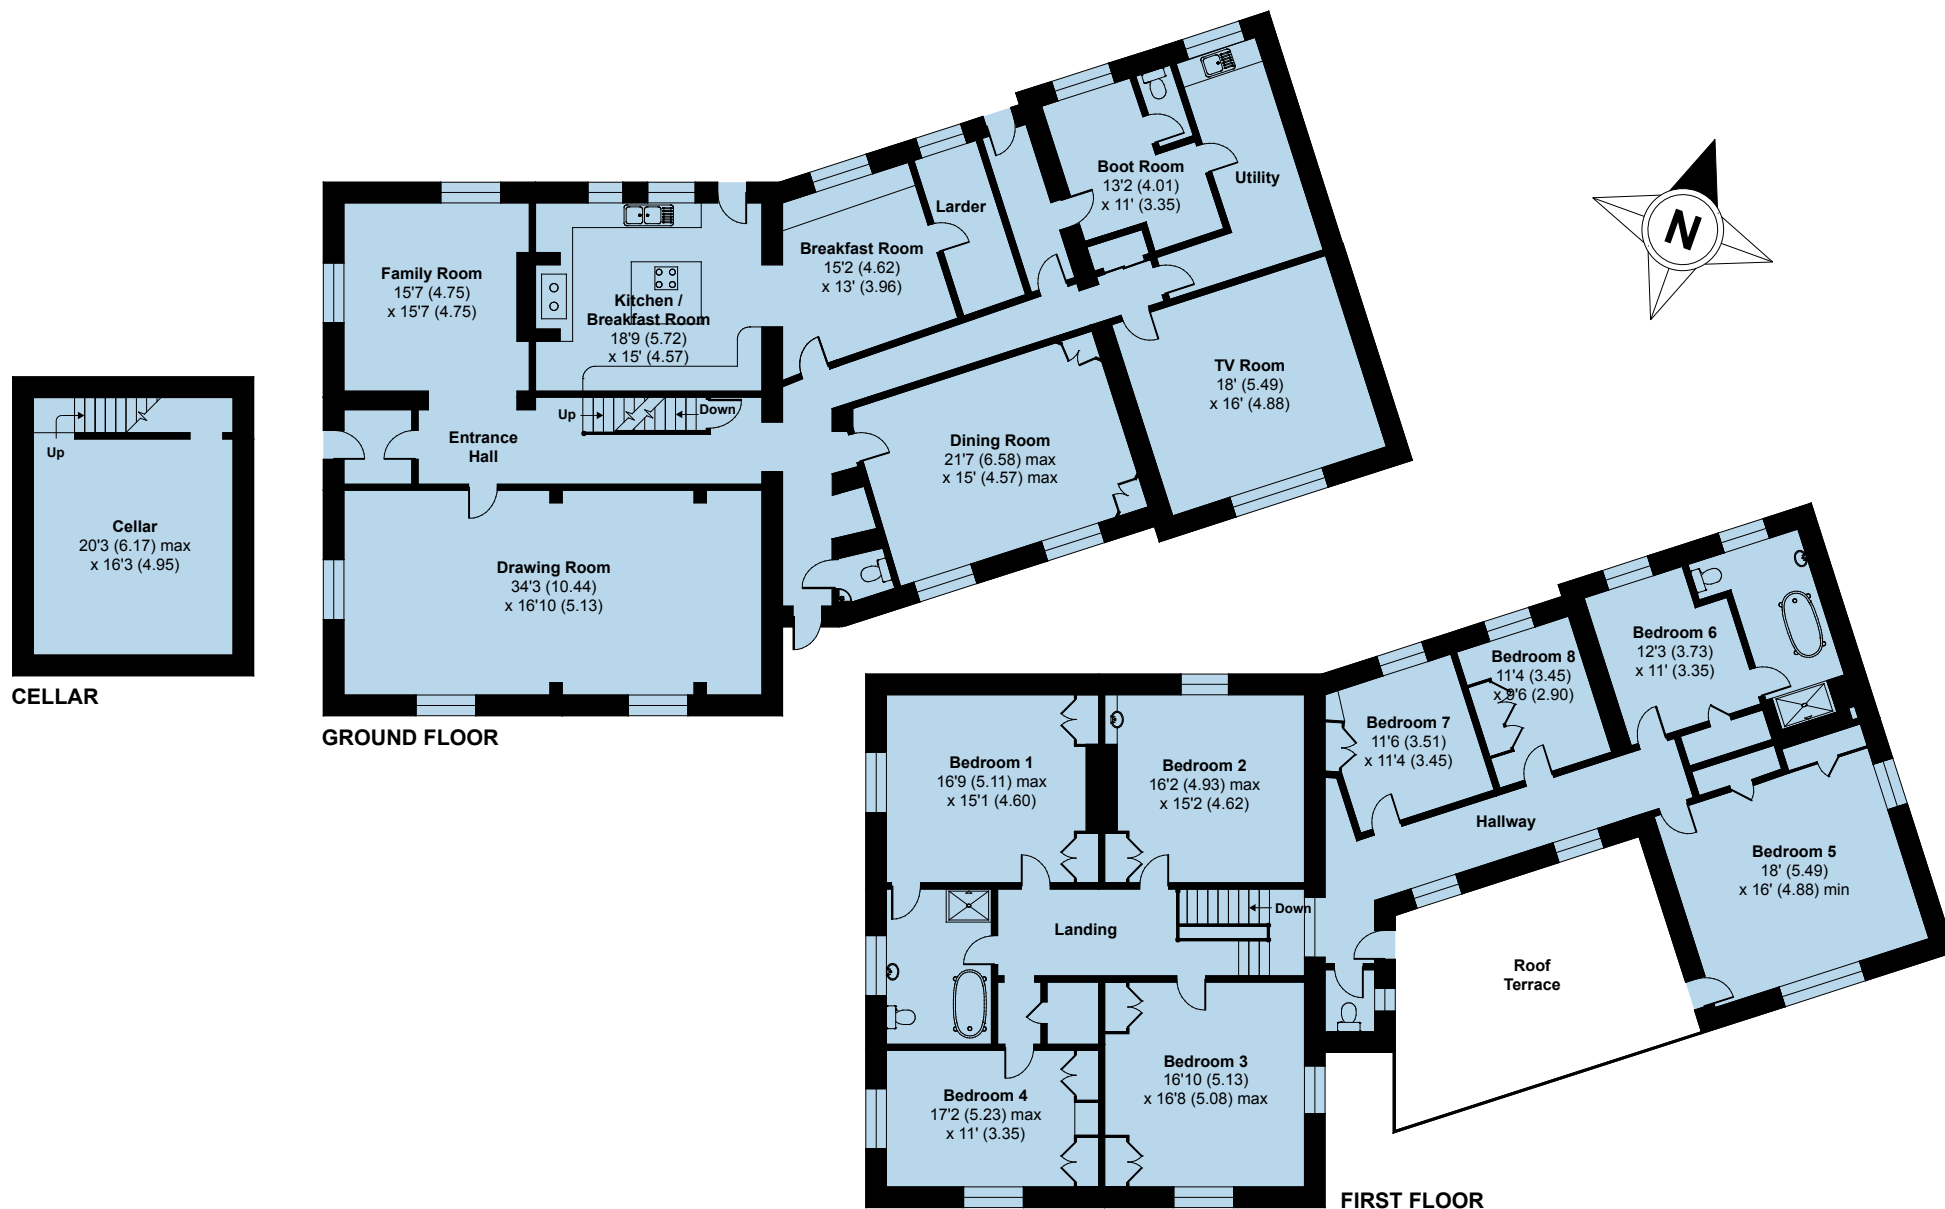 Boot Room
13'2 (4.01)
x 11' (3.35)
Utility
Larder
Breakfast Room
15'2 (4.62)
x 13' (3.96)
Family Room
15'7 (4.75)
x 15'7 (4.75)
Kitchen /
Breakfast Room
18'9 (5.72)
x 15' (4.57)
N
TV Room
18' (5.49)
x 16' (4.88)
Up
Down
Entrance
Hall
Dining Room
21'7 (6.58) max
x 15' (4.57) max
Up
Cellar
20'3 (6.17) max
x 16'3 (4.95)
Drawing Room
34'3 (10.44)
x 16'10 (5.13)
CELLAR
GROUND FLOOR
Bedroom 6
12'3 (3.73)
x 11' (3.35)
Bedroom 8
11'4 (3.45)
x 9'6 (2.90)
Bedroom 7
11'6 (3.51)
x 11'4 (3.45)
Bedroom 1
16'9 (5.11) max
x 15'1 (4.60)
Bedroom 2
16'2 (4.93) max
x 15'2 (4.62)
Hallway
Bedroom 5
18' (5.49)
x 16' (4.88) min
Landing
Down
Roof
Terrace
Bedroom 3
16'10 (5.13)
x 16'8 (5.08) max
Bedroom 4
17'2 (5.23) max
x 11' (3.35)
FIRST FLOOR